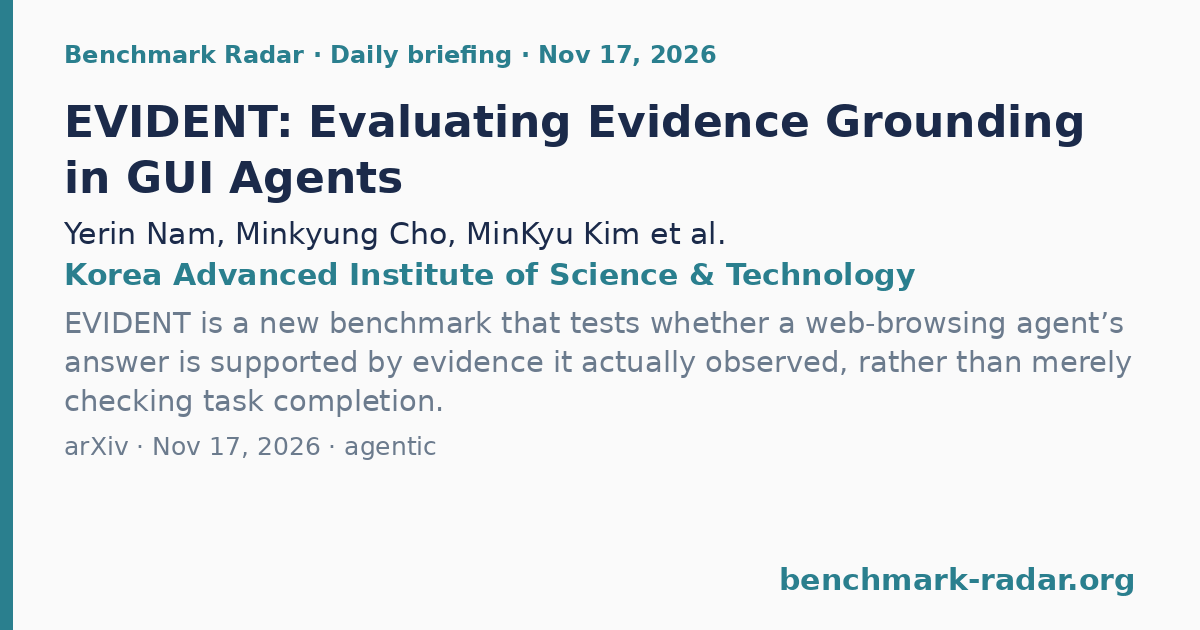 Benchmark Radar · Daily briefing · Nov 17, 2026
EVIDENT: Evaluating Evidence Grounding
in GUI Agents
Yerin Nam, Minkyung Cho, MinKyu Kim et al.
Korea Advanced Institute of Science & Technology
EVIDENT is a new benchmark that tests whether a web-browsing agent’s
answer is supported by evidence it actually observed, rather than merely
checking task completion.
arXiv · Nov 17, 2026 · agentic
benchmark-radar.org